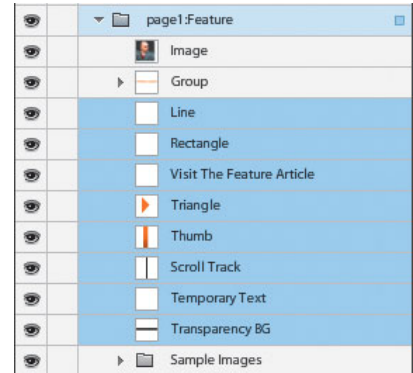 page1:Feature
Image
Group
Line
Rectangle
Visit The Feature Article
Triangle
Thumb
Scroll Track
Temporary Text
Transparency BG
Sample Images